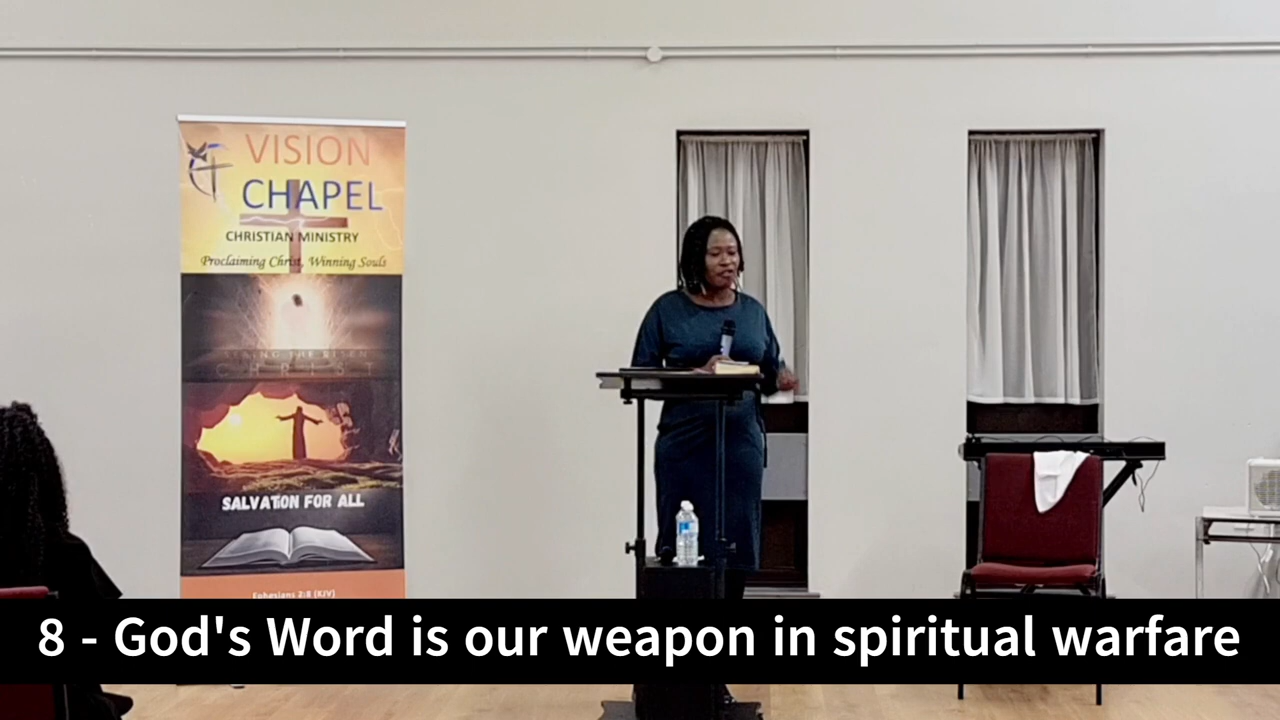 VISION
CHAPEL
CHRISTIAN MINISTRY
Proclaiming Christ, Winning Souls
CHRIST
SALVATION FOR ALL
Ephesians 2:8 (KJV)
8 - God's Word is our weapon in spiritual warfare